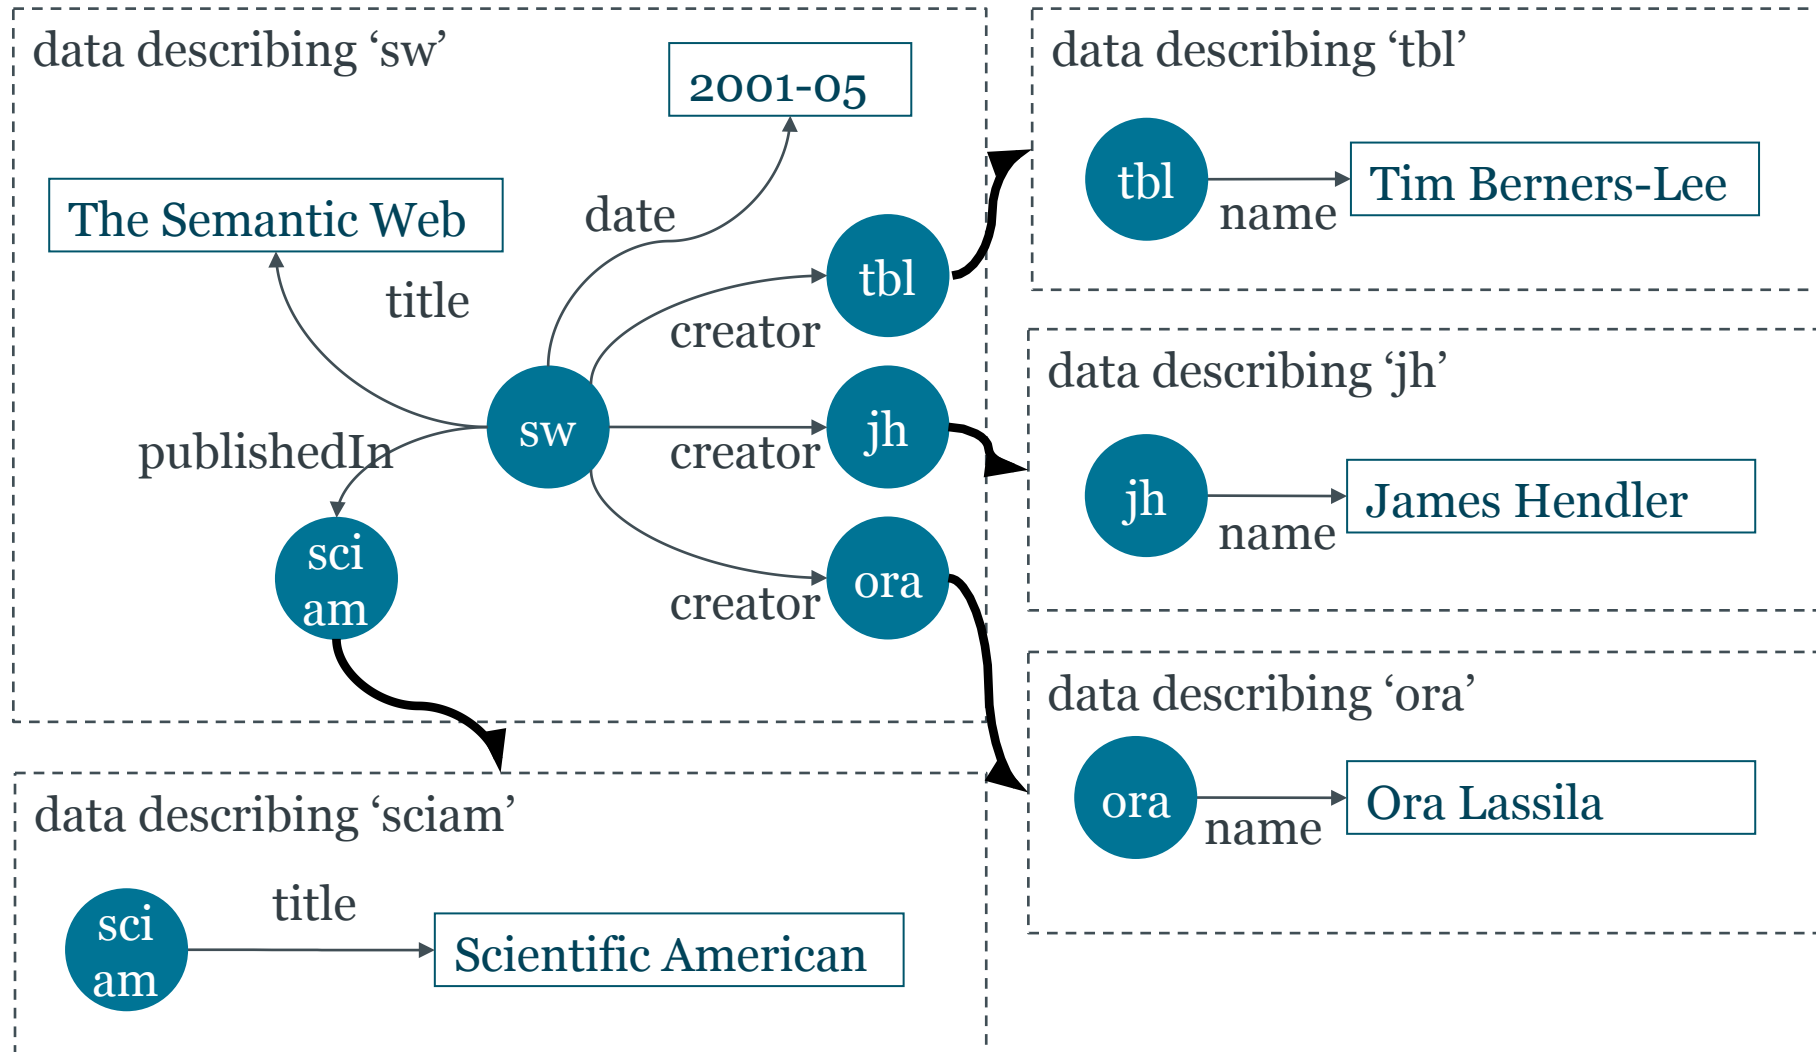 data describing ‘sw’
2001-05
The Semantic Web
date
title
tbl
creator
sw
jh
creator
publishedIn
sci
am
ora
creator
data describing ‘tbl’
tbl
name
Tim Berners-Lee
data describing ‘jh’
jh
name
James Hendler
data describing ‘ora’
ora
name
Ora Lassila
data describing ‘sciam’
sci
am
title
Scientific American